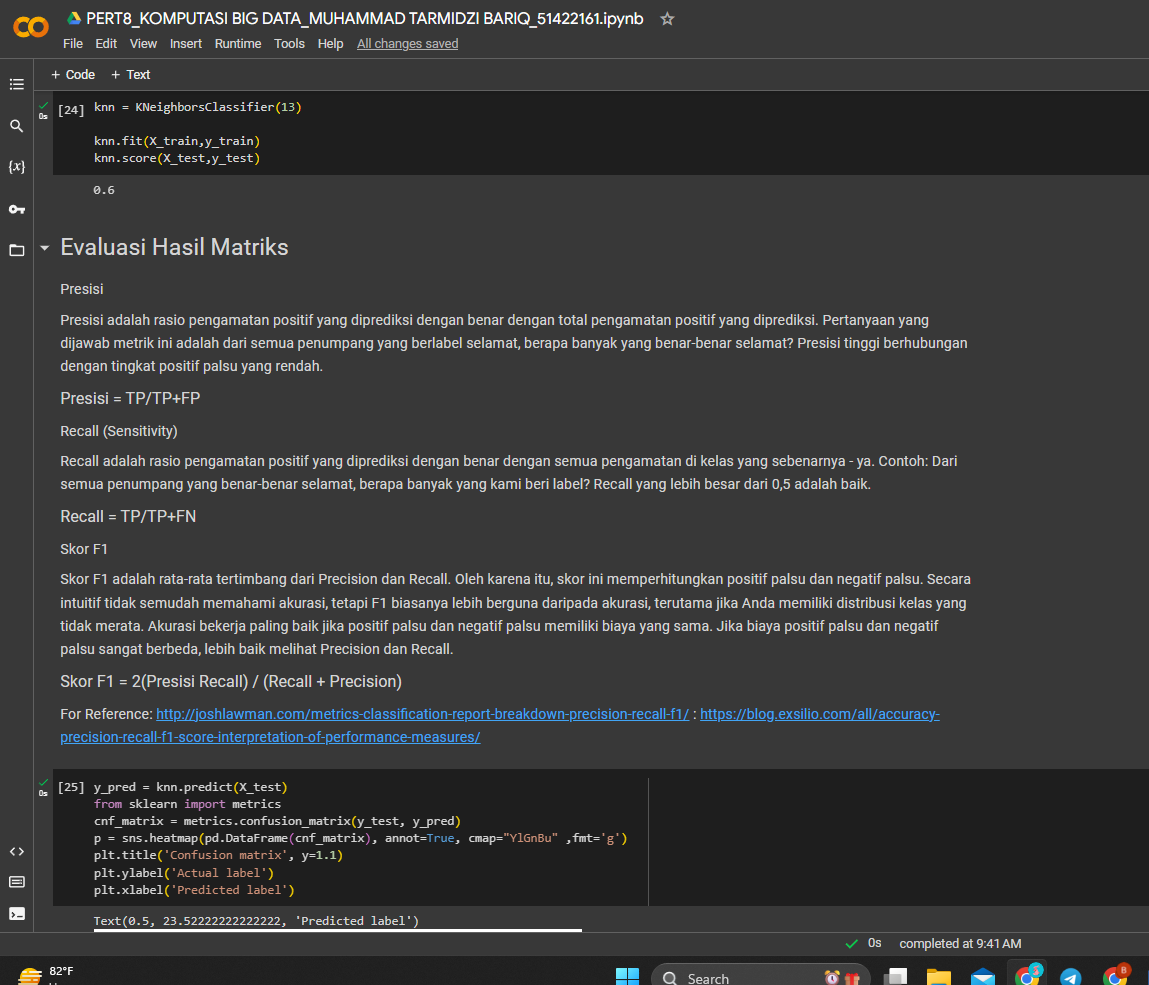 PERT8_KOMPUTASI BIG DATA_MUHAMMAD TARMIDZI BARIQ_51422161.ipynb
File Edit View Insert Runtime Tools Help All changes saved
+ Code + Text
[24] knn = KNeighborsClassifier(13)
0s
knn.fit(X_train,y_train)
knn.score(X_test,y_test)
{x}
0.6
Evaluasi Hasil Matriks
Presisi
Presisi adalah rasio pengamatan positif yang diprediksi dengan benar dengan total pengamatan positif yang diprediksi. Pertanyaan yang
dijawab metrik ini adalah dari semua penumpang yang berlabel selamat, berapa banyak yang benar-benar selamat? Presisi tinggi berhubungan
dengan tingkat positif palsu yang rendah.
Presisi = TP/TP+FP
Recall (Sensitivity)
Recall adalah rasio pengamatan positif yang diprediksi dengan benar dengan semua pengamatan di kelas yang sebenarnya - ya. Contoh: Dari
semua penumpang yang benar-benar selamat, berapa banyak yang kami beri label? Recall yang lebih besar dari 0,5 adalah baik.
Recall = TP/TP+FN
Skor F1
Skor F1 adalah rata-rata tertimbang dari Precision dan Recall. Oleh karena itu, skor ini memperhitungkan positif palsu dan negatif palsu. Secara
intuitif tidak semudah memahami akurasi, tetapi F1 biasanya lebih berguna daripada akurasi, terutama jika Anda memiliki distribusi kelas yang
tidak merata. Akurasi bekerja paling baik jika positif palsu dan negatif palsu memiliki biaya yang sama. Jika biaya positif palsu dan negatif
palsu sangat berbeda, lebih baik melihat Precision dan Recall.
Skor F1 = 2(Presisi Recall) / (Recall + Precision)
For Reference: http://joshlawman.com/metrics-classification-report-breakdown-precision-recall-f1/ : https://blog.exsilio.com/all/accuracy-
precision-recall-f1-score-interpretation-of-performance-measures/
[25] y_pred = knn.predict(X_test)
0s
from sklearn import metrics
cnf_matrix = metrics.confusion_matrix(y_test, y_pred)
p = sns.heatmap(pd.DataFrame(cnf_matrix), annot=True, cmap="YlGnBu" ,fmt='g')
plt.title('Confusion matrix', y=1.1)
plt.ylabel('Actual label')
plt.xlabel('Predicted label')
Text(0.5, 23.52222222222222, 'Predicted label')
0s completed at 9:41 AM
82°F
Search